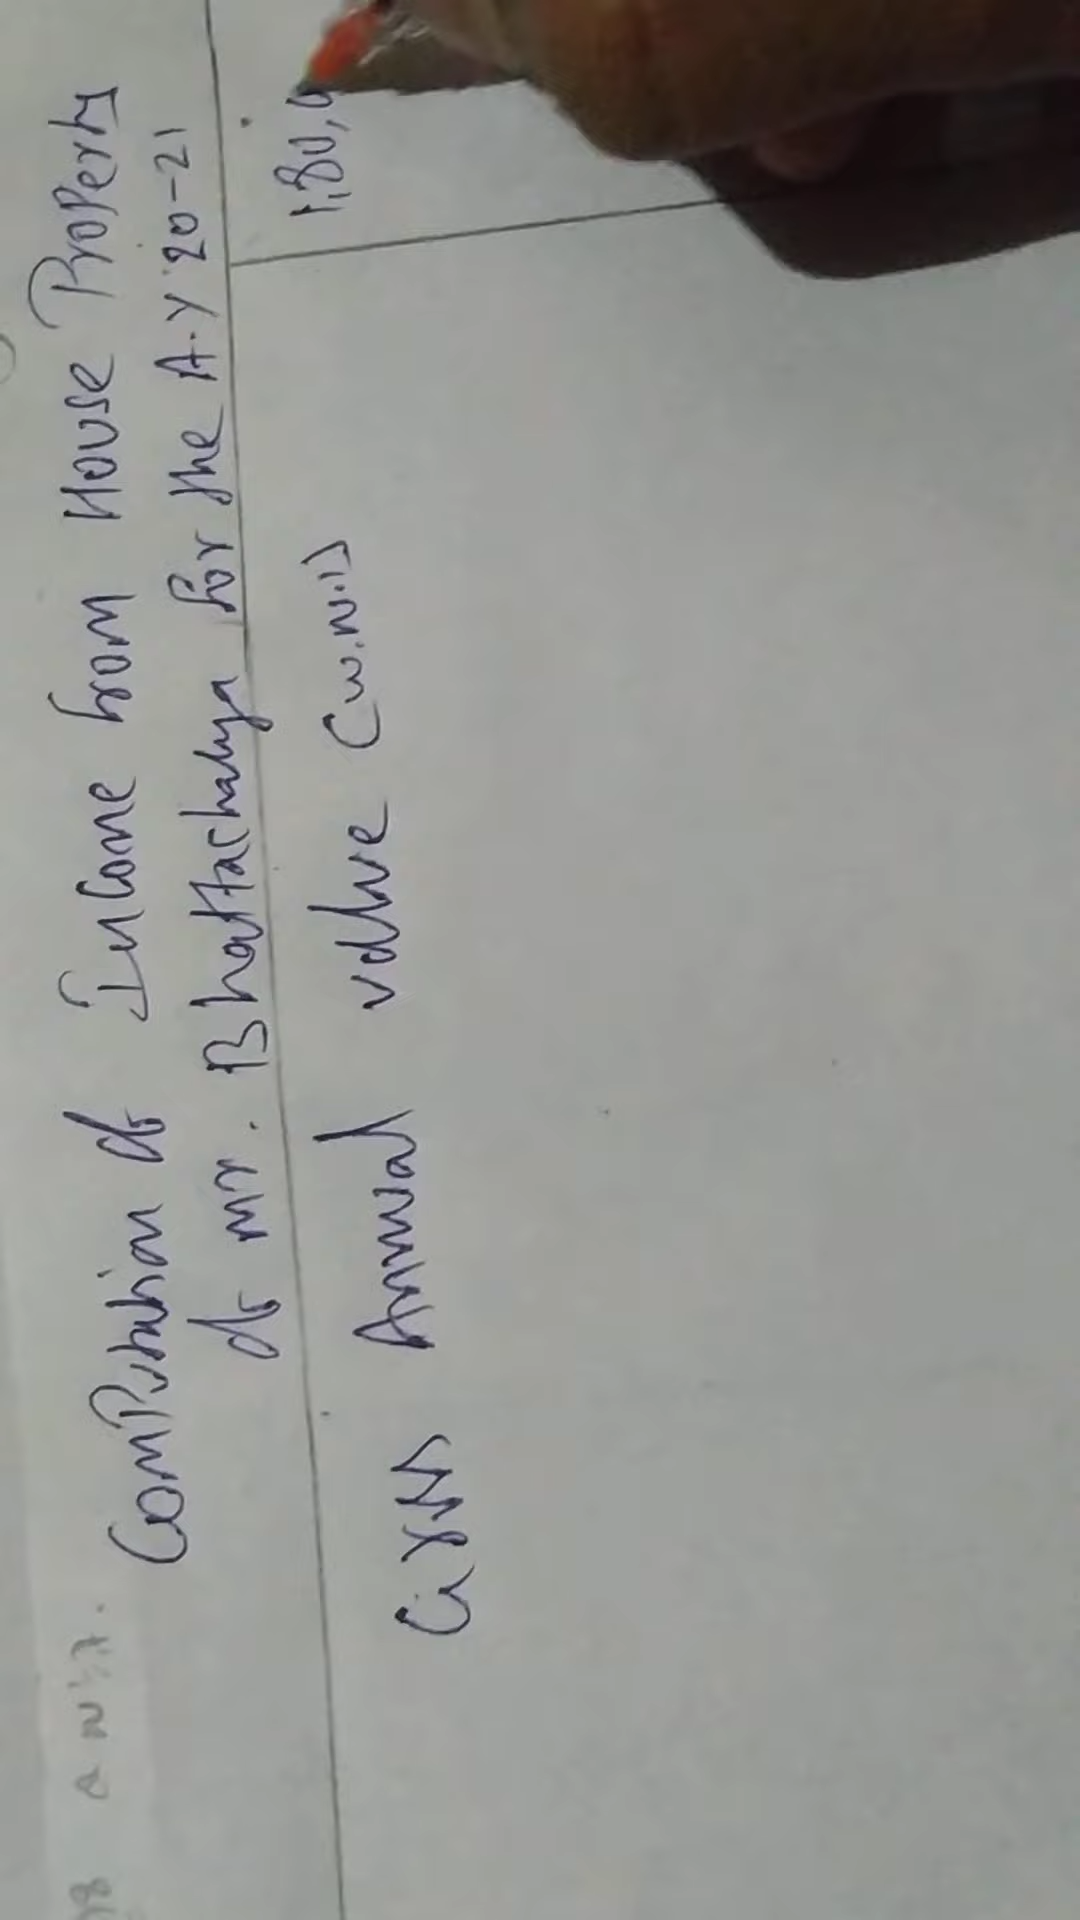 Computation of Income from House Property
of mr. Bhattacharya for the A.Y 20-21
Gross Annual value (W.N.1) 1,80,0